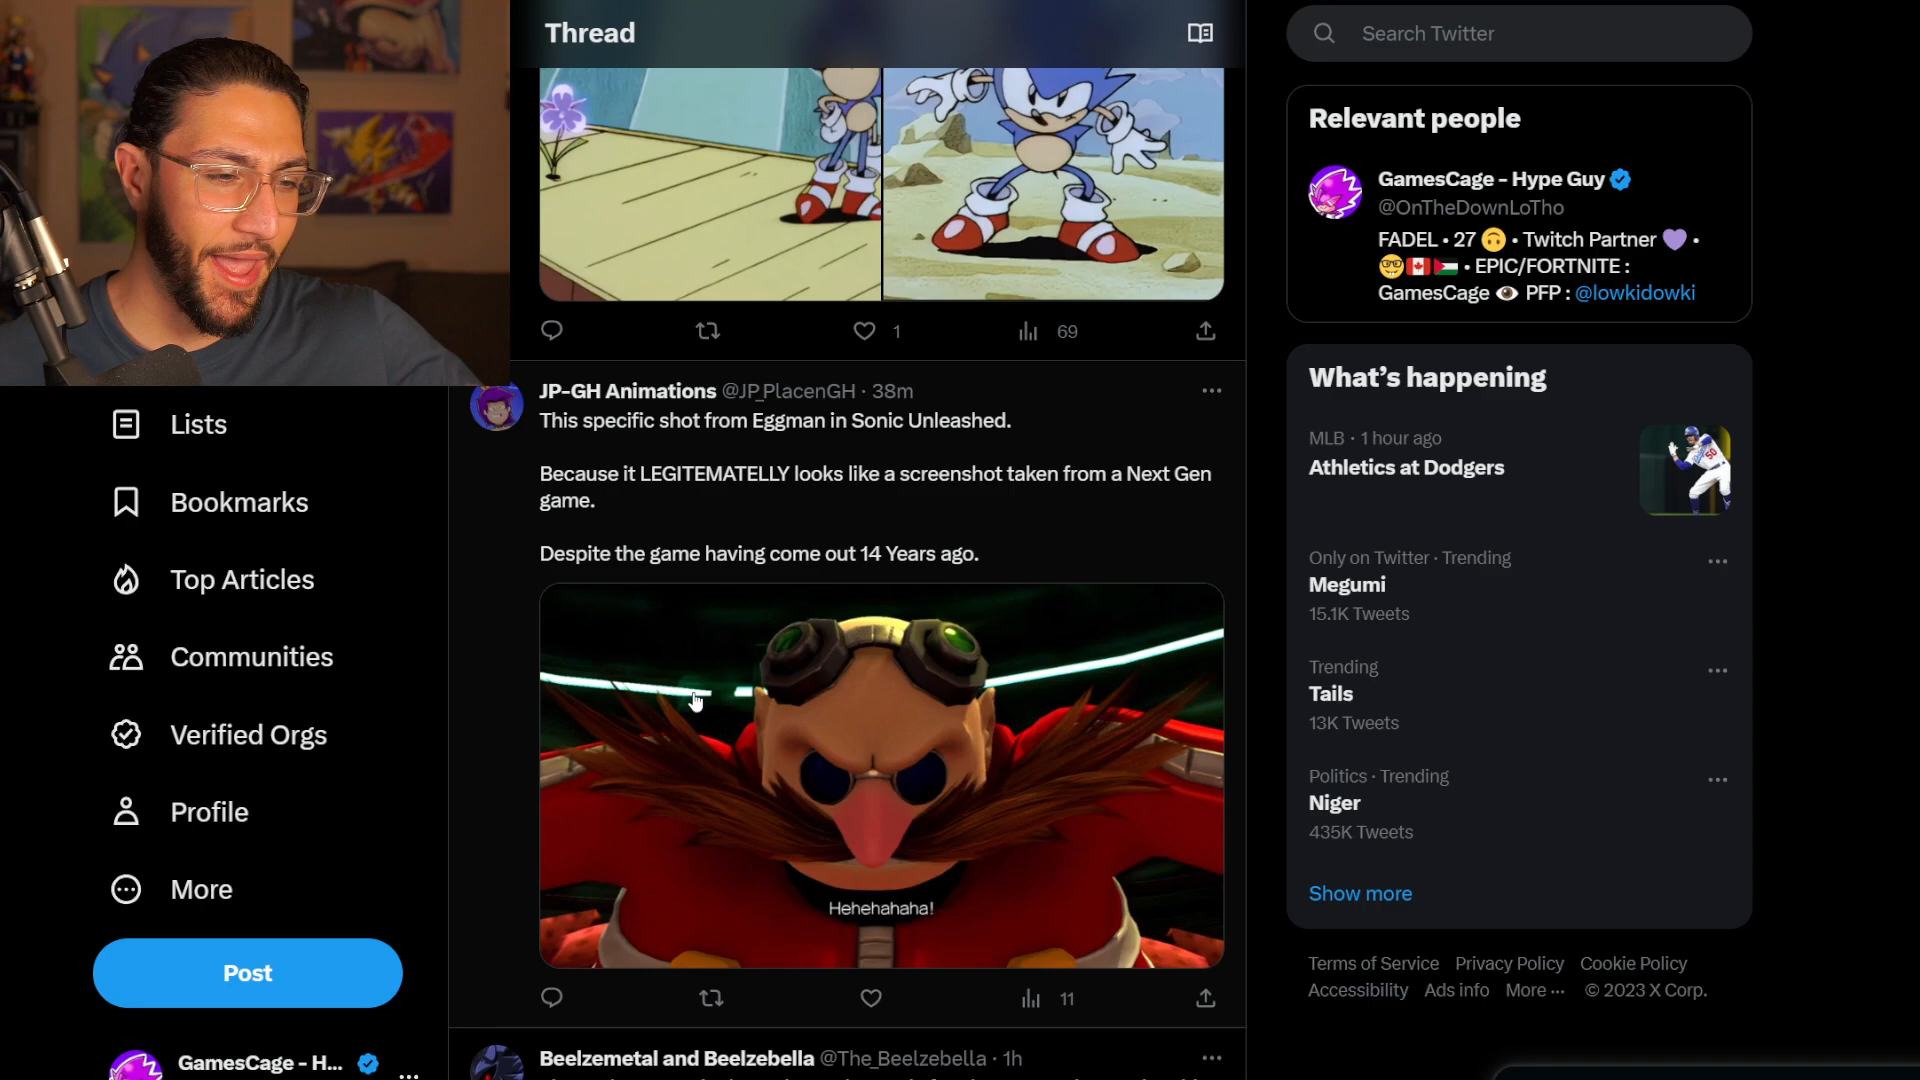 Thread
1
69
JP-GH Animations @JP_PlacenGH · 38m
This specific shot from Eggman in Sonic Unleashed.
Because it LEGITEMATELLY looks like a screenshot taken from a Next Gen
game.
Despite the game having come out 14 Years ago.
Hehehahaha!
11
Beelzemetal and Beelzebella @The_Beelzebella · 1h
Lists
Bookmarks
Top Articles
Communities
Verified Orgs
Profile
More
Post
GamesCage - H...
Search Twitter
Relevant people
GamesCage - Hype Guy
@OnTheDownLoTho
FADEL • 27 🙃 • Twitch Partner 💜 •
🤓🇨🇦🇵🇸 • EPIC/FORTNITE :
GamesCage 👁 PFP : @lowkidowki
What's happening
MLB · 1 hour ago
Athletics at Dodgers
50
Only on Twitter · Trending
Megumi
15.1K Tweets
Trending
Tails
13K Tweets
Politics · Trending
Niger
435K Tweets
Show more
Terms of Service Privacy Policy Cookie Policy
Accessibility Ads info More ··· © 2023 X Corp.